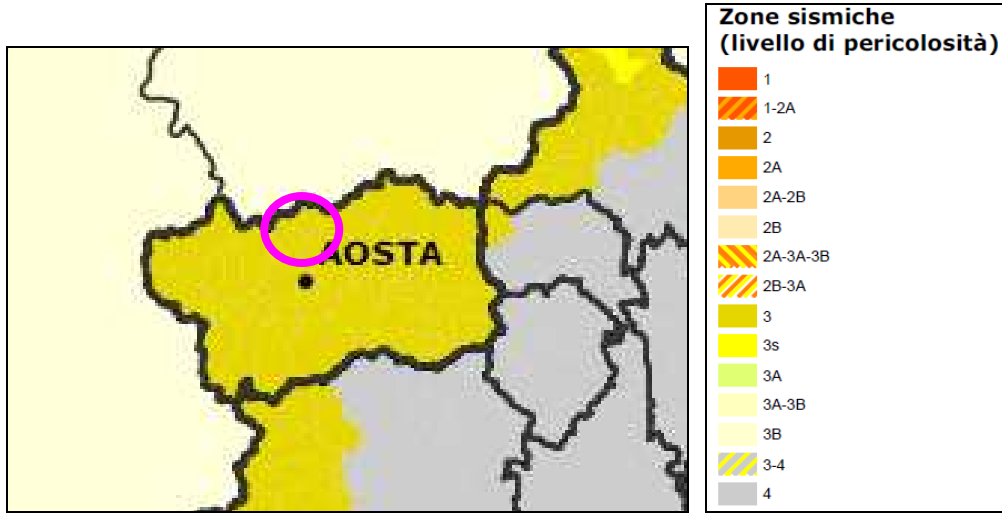 Zone sismiche
(livello di pericolosità)
1
1-2A
2
2A
2A-2B
2B
2A-3A-3B
2B-3A
3
3s
3A
3A-3B
3B
3-4
4
AOSTA